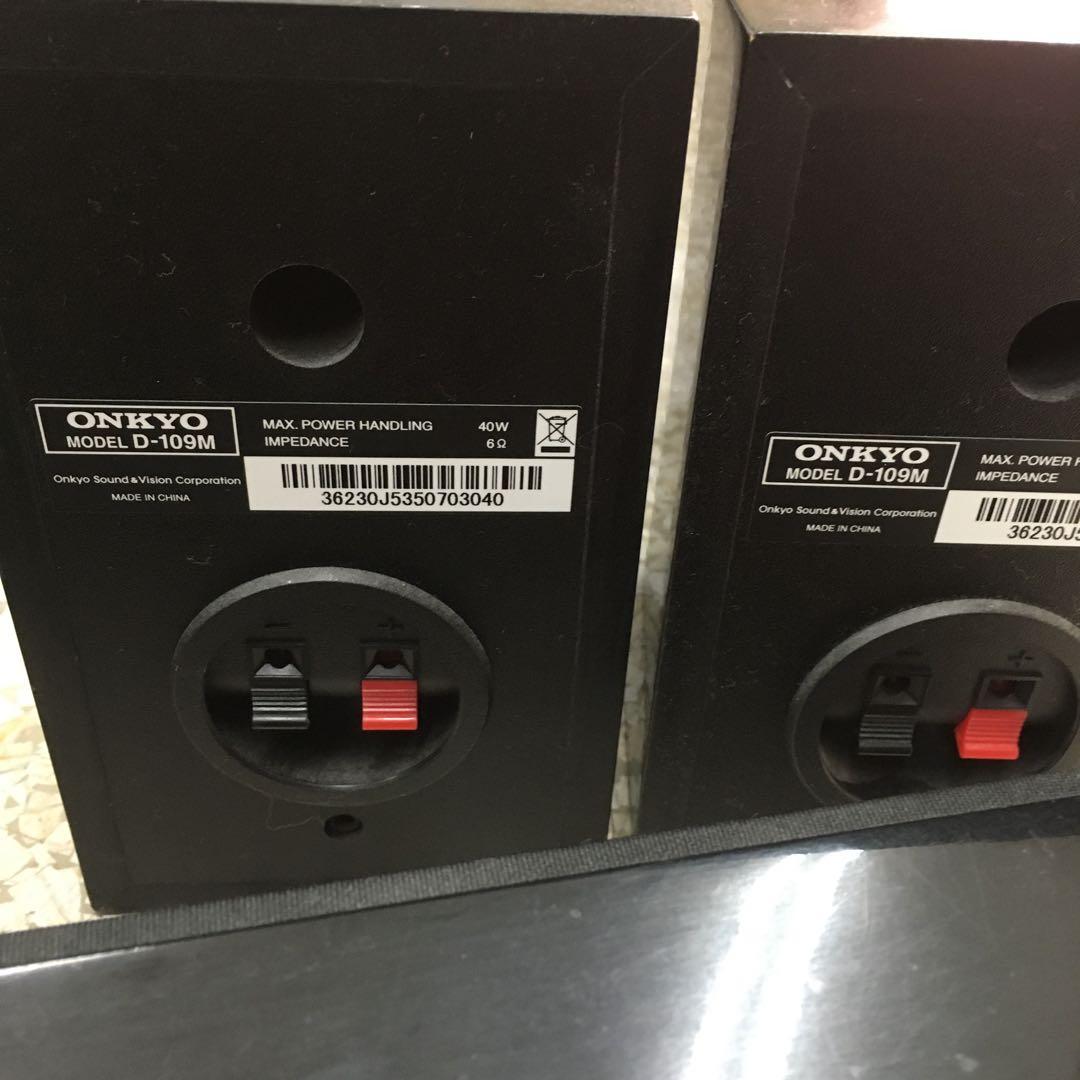 ONKYO
MODEL D-109M
MAX. POWER HANDLING 40W
IMPEDANCE 6Ω
Onkyo Sound & Vision Corporation
MADE IN CHINA
36230J5350703040
− +
ONKYO
MODEL D-109M
MAX. POWER
IMPEDANCE
Onkyo Sound & Vision Corporation
MADE IN CHINA
36230J5
− +